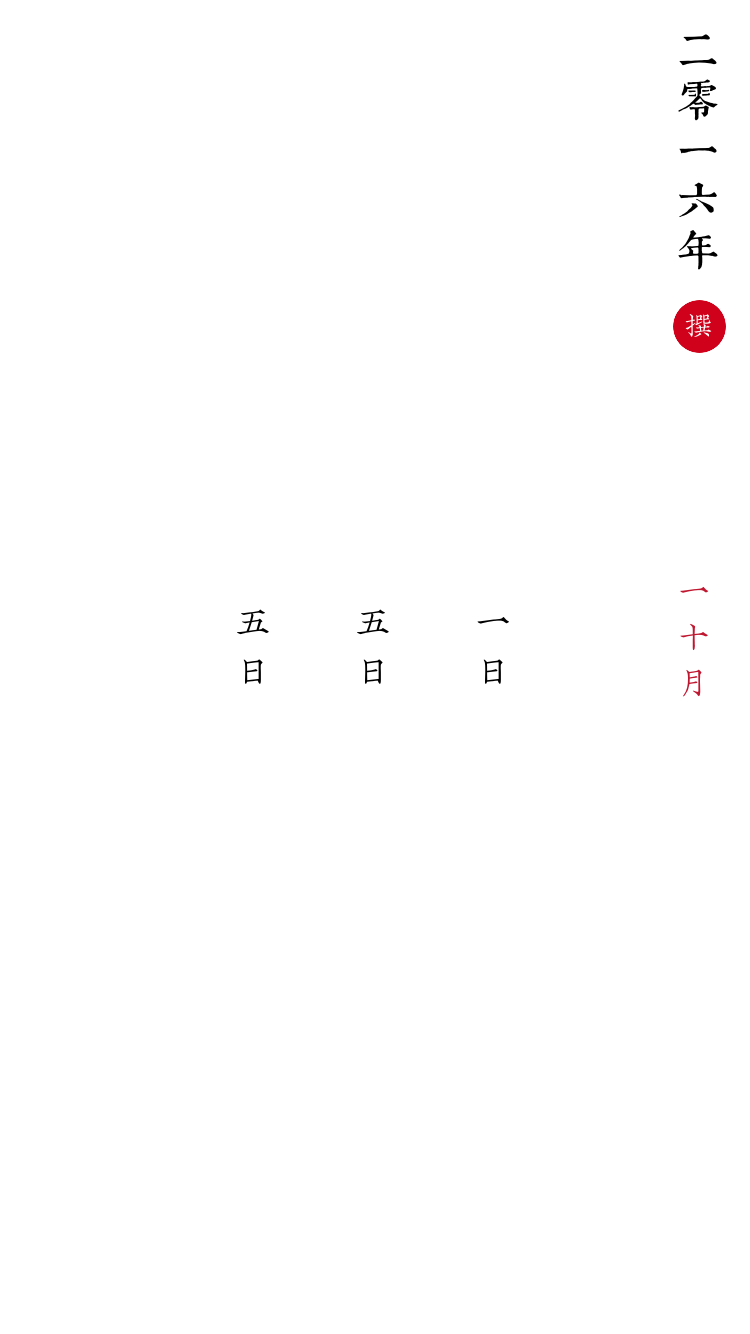 二零一六年
撰
一十月
一日
五日
五日